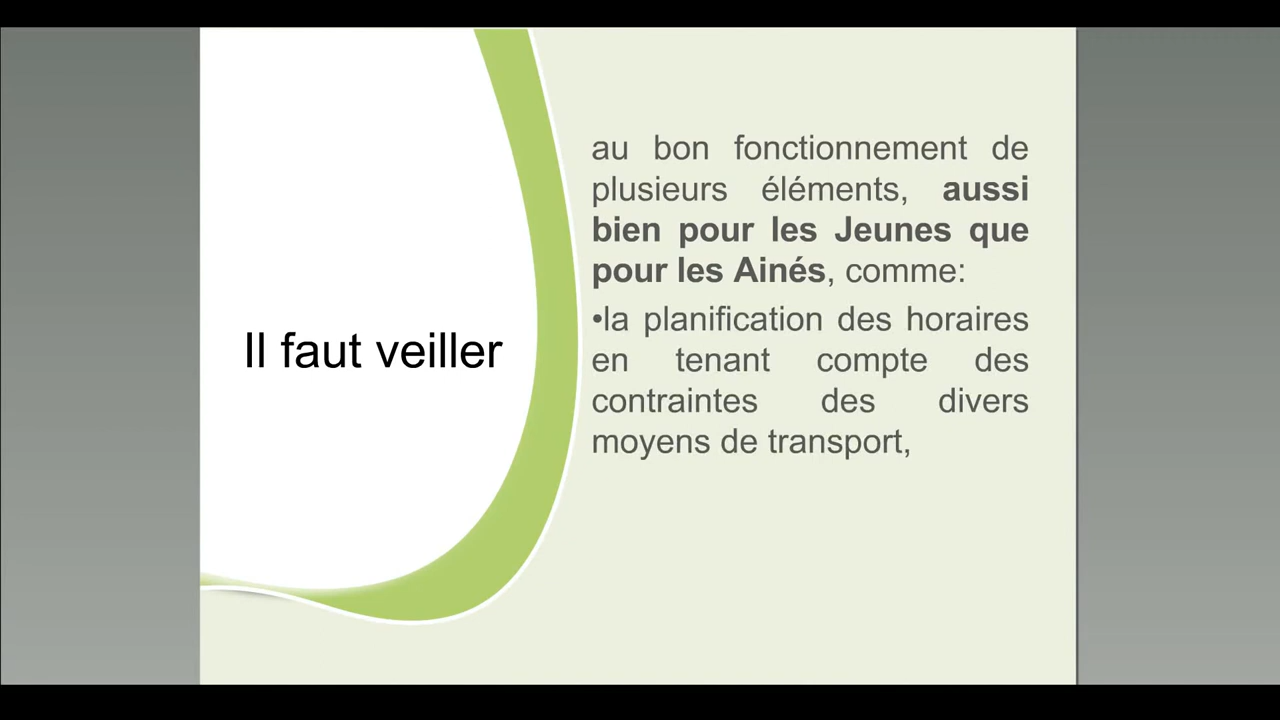 Il faut veiller
au bon fonctionnement de
plusieurs éléments, aussi
bien pour les Jeunes que
pour les Ainés, comme:
•la planification des horaires
en tenant compte des
contraintes des divers
moyens de transport,